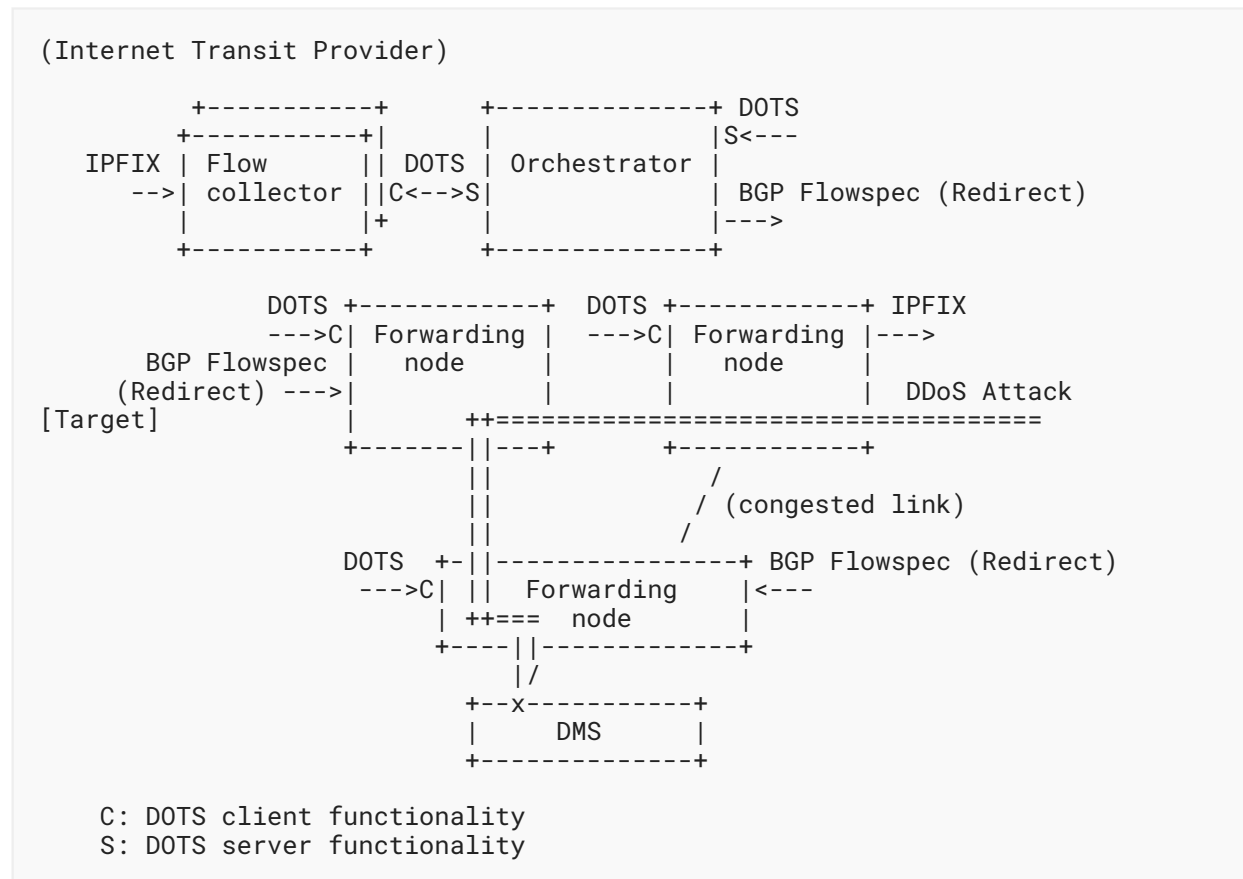 (Internet Transit Provider)

          +-----------+      +--------------+ DOTS
         +-----------+|      |              |S<---
   IPFIX | Flow      || DOTS | Orchestrator |
      -->| collector ||C<-->S|              | BGP Flowspec (Redirect)
         |           |+      |              |--->
         +-----------+       +--------------+

               DOTS +------------+  DOTS +------------+ IPFIX
               --->C| Forwarding |  --->C| Forwarding |--->
       BGP Flowspec |   node     |       |   node     |
     (Redirect) --->|            |       |            |  DDoS Attack
[Target]            |       ++====================================
                    +-------||---+       +------------+
                            ||              /
                            ||             / (congested link)
                            ||            /
                    DOTS  +-||----------------+ BGP Flowspec (Redirect)
                     --->C| ||  Forwarding    |<---
                          | ++===  node       |
                          +----||-------------+
                               |/
                            +--x-----------+
                            |     DMS      |
                            +--------------+

    C: DOTS client functionality
    S: DOTS server functionality